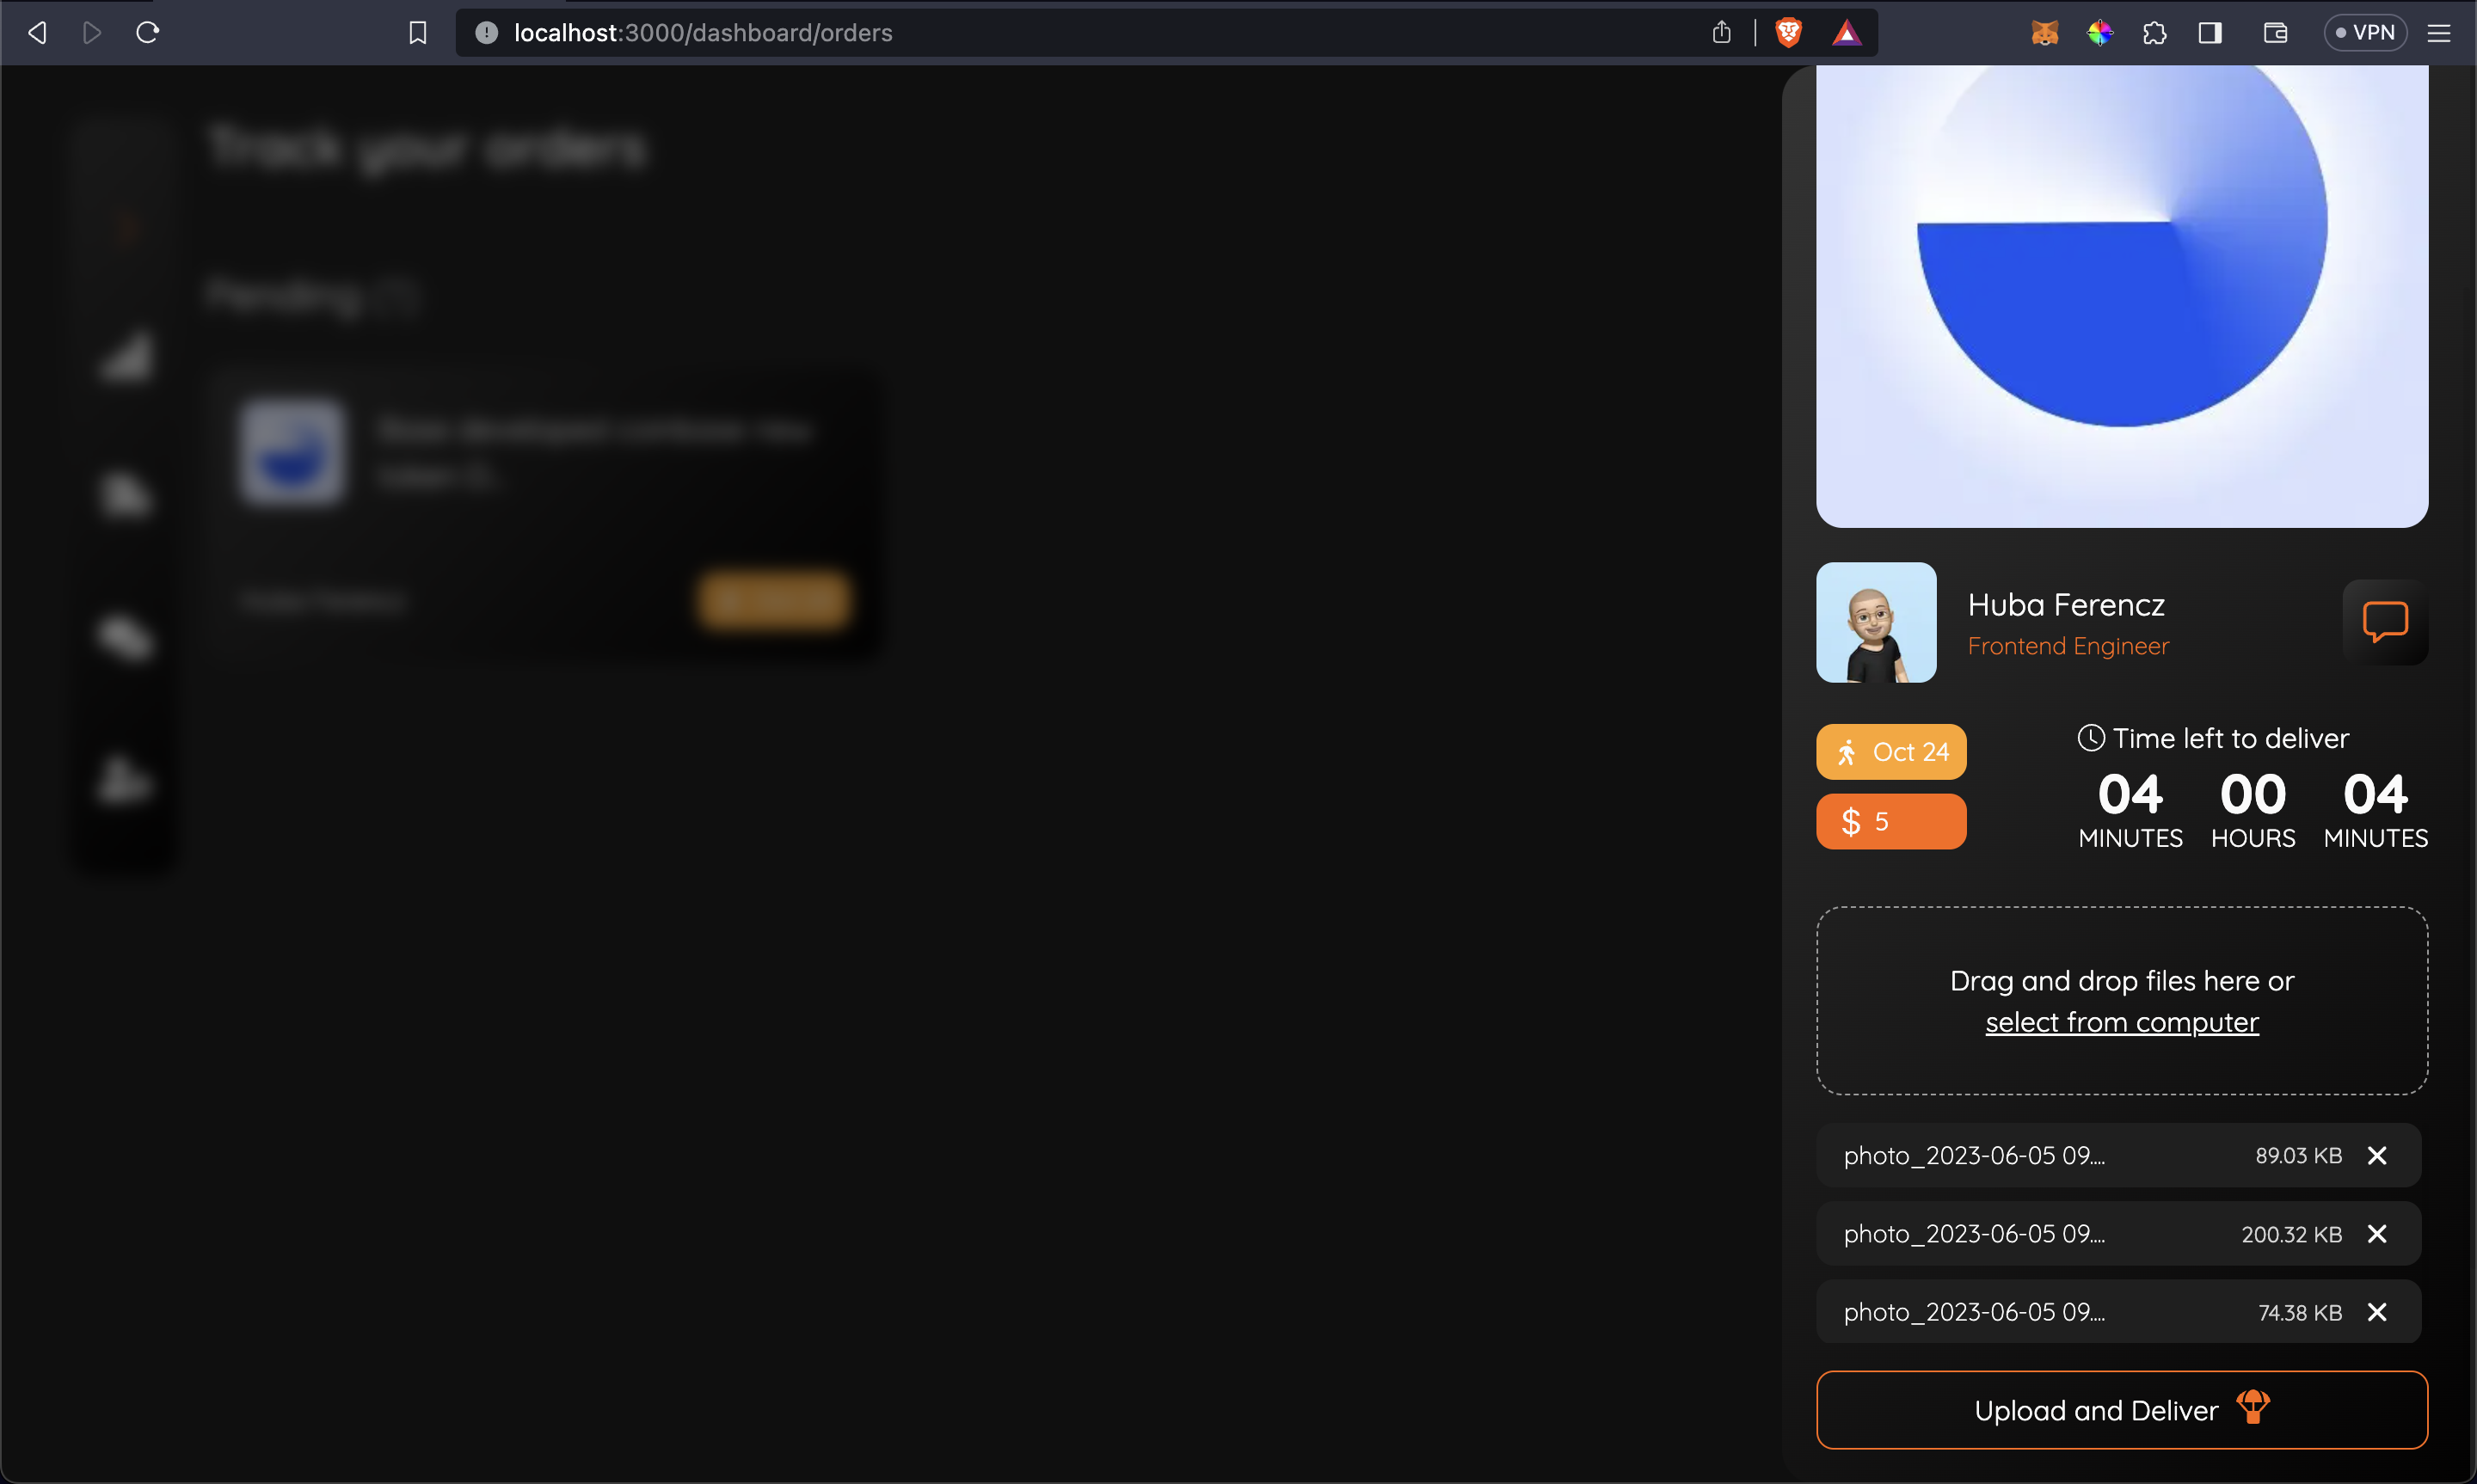 localhost:3000/dashboard/orders
VPN
Track your orders
Pending
Huba Ferencz
Huba Ferencz
Frontend Engineer
Oct 24
$ 5
Time left to deliver
04 00 04
MINUTES HOURS MINUTES
Drag and drop files here or
select from computer
photo_2023-06-05 09.... 89.03 KB
photo_2023-06-05 09.... 200.32 KB
photo_2023-06-05 09.... 74.38 KB
Upload and Deliver